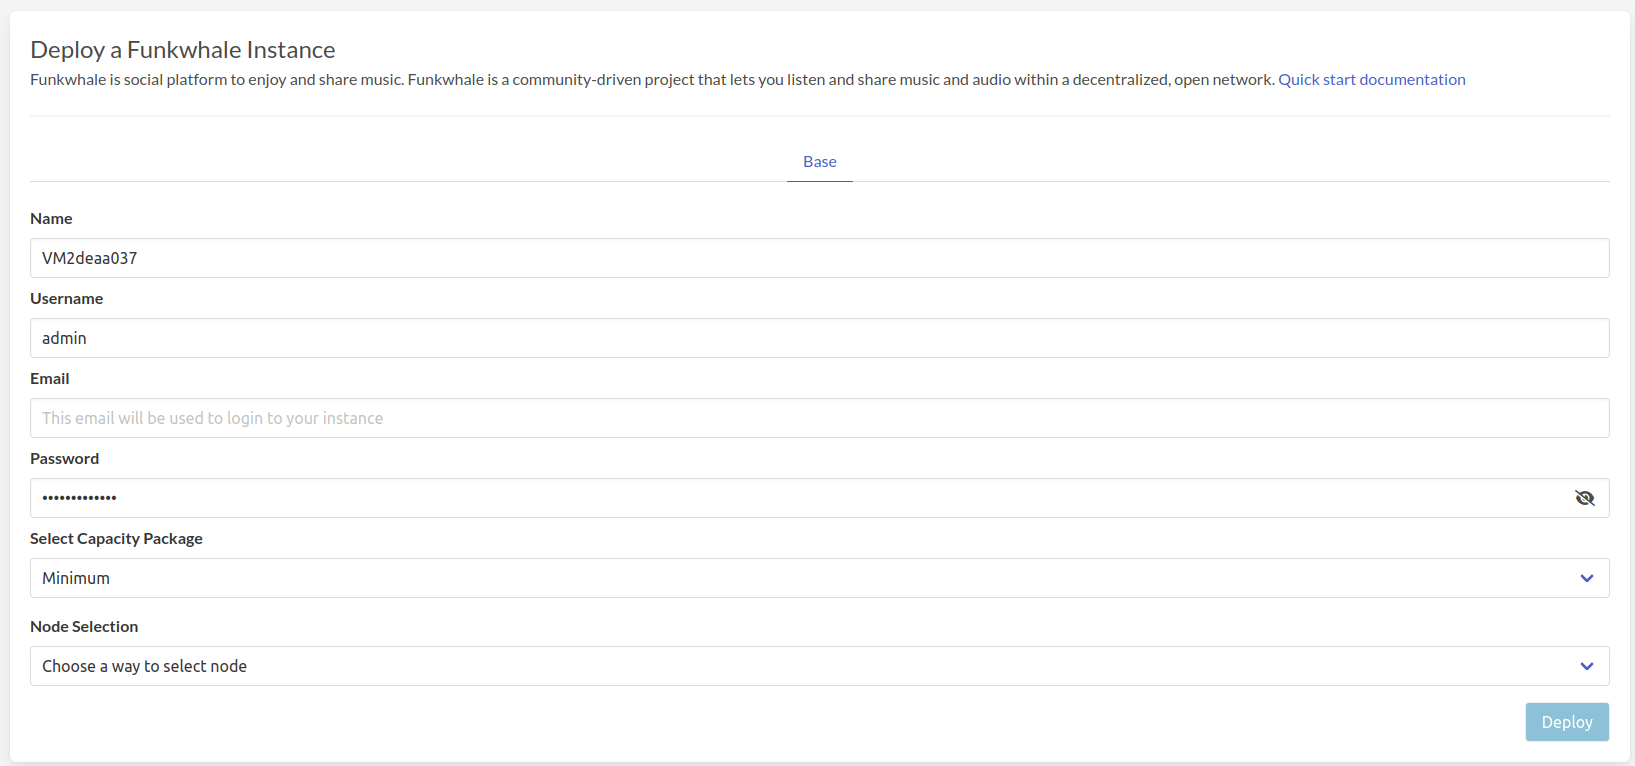 Deploy a Funkwhale Instance
Funkwhale is social platform to enjoy and share music. Funkwhale is a community-driven project that lets you listen and share music and audio within a decentralized, open network. Quick start documentation
Base
Name
VM2deaa037
Username
admin
Email
This email will be used to login to your instance
Password
•••••••••••••
Select Capacity Package
Minimum
Node Selection
Choose a way to select node
Deploy